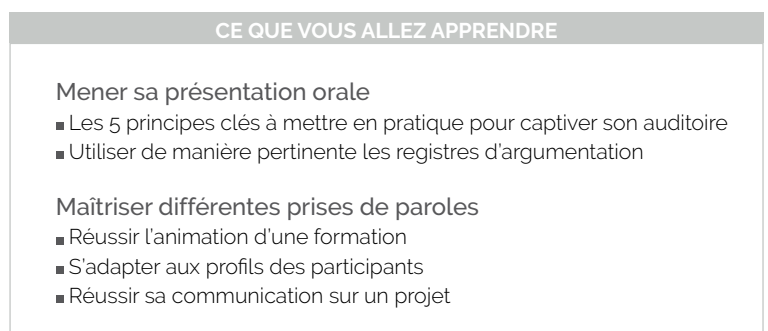 CE QUE VOUS ALLEZ APPRENDRE
Mener sa présentation orale
■ Les 5 principes clés à mettre en pratique pour captiver son auditoire
■ Utiliser de manière pertinente les registres d'argumentation
Maîtriser différentes prises de paroles
■ Réussir l'animation d'une formation
■ S'adapter aux profils des participants
■ Réussir sa communication sur un projet